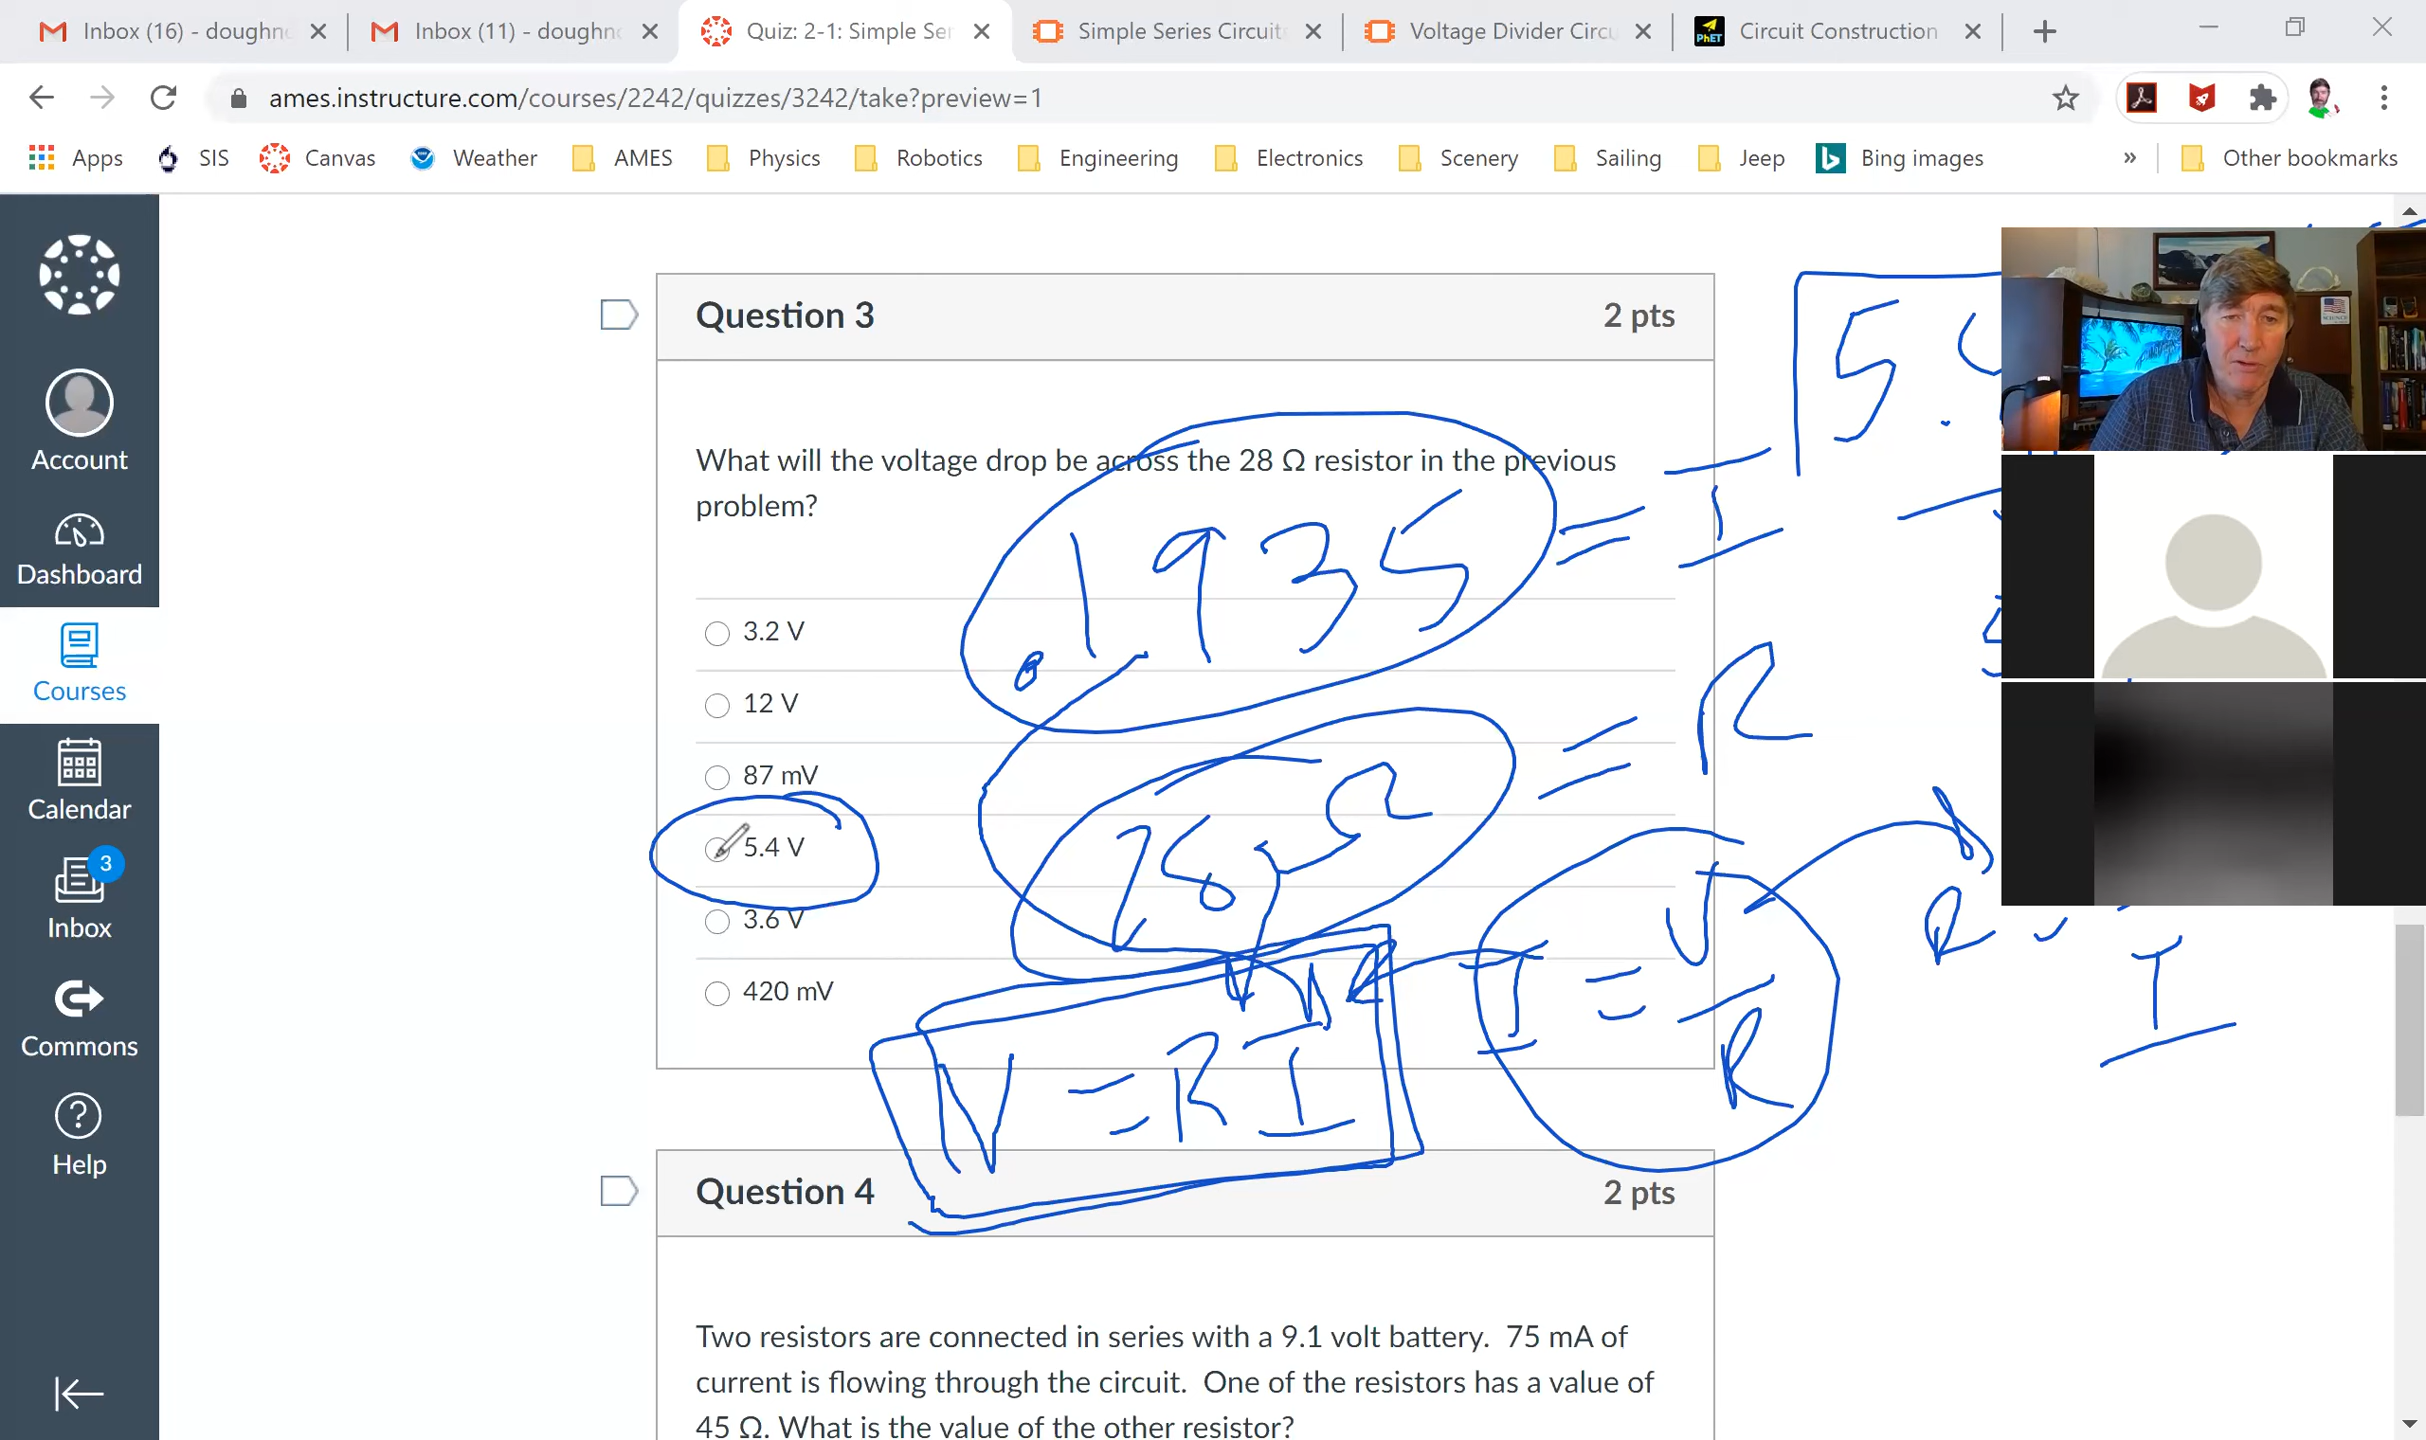 Inbox (16) - doughn
Inbox (11) - doughn
Quiz: 2-1: Simple Se
Simple Series Circuit
Voltage Divider Circu
Circuit Construction
ames.instructure.com/courses/2242/quizzes/3242/take?preview=1
Apps
SIS
Canvas
Weather
AMES
Physics
Robotics
Engineering
Electronics
Scenery
Sailing
Jeep
Bing images
»
Other bookmarks
Account
Dashboard
Courses
Calendar
3
Inbox
Commons
Help
Question 3
2 pts
What will the voltage drop be across the 28 Ω resistor in the previous
problem?
.1935 = I
3.2 V
12 V
87 mV
28 Ω = R
5.4 V
3.6 V
420 mV
I = V
R
V = R I
Question 4
2 pts
Two resistors are connected in series with a 9.1 volt battery. 75 mA of
current is flowing through the circuit. One of the resistors has a value of
45 Ω. What is the value of the other resistor?